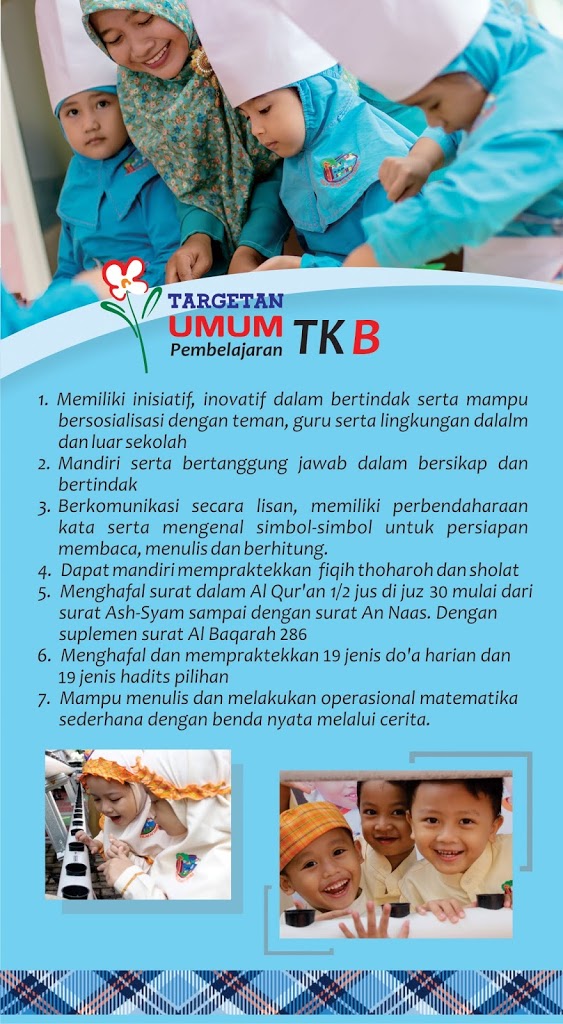 TARGETAN
UMUM
Pembelajaran
TK B
1. Memiliki inisiatif, inovatif dalam bertindak serta mampu
bersosialisasi dengan teman, guru serta lingkungan dalalm
dan luar sekolah
2. Mandiri serta bertanggung jawab dalam bersikap dan
bertindak
3. Berkomunikasi secara lisan, memiliki perbendaharaan
kata serta mengenal simbol-simbol untuk persiapan
membaca, menulis dan berhitung.
4. Dapat mandiri mempraktekkan fiqih thoharoh dan sholat
5. Menghafal surat dalam Al Qur'an 1/2 jus di juz 30 mulai dari
surat Ash-Syam sampai dengan surat An Naas. Dengan
suplemen surat Al Baqarah 286
6. Menghafal dan mempraktekkan 19 jenis do'a harian dan
19 jenis hadits pilihan
7. Mampu menulis dan melakukan operasional matematika
sederhana dengan benda nyata melalui cerita.